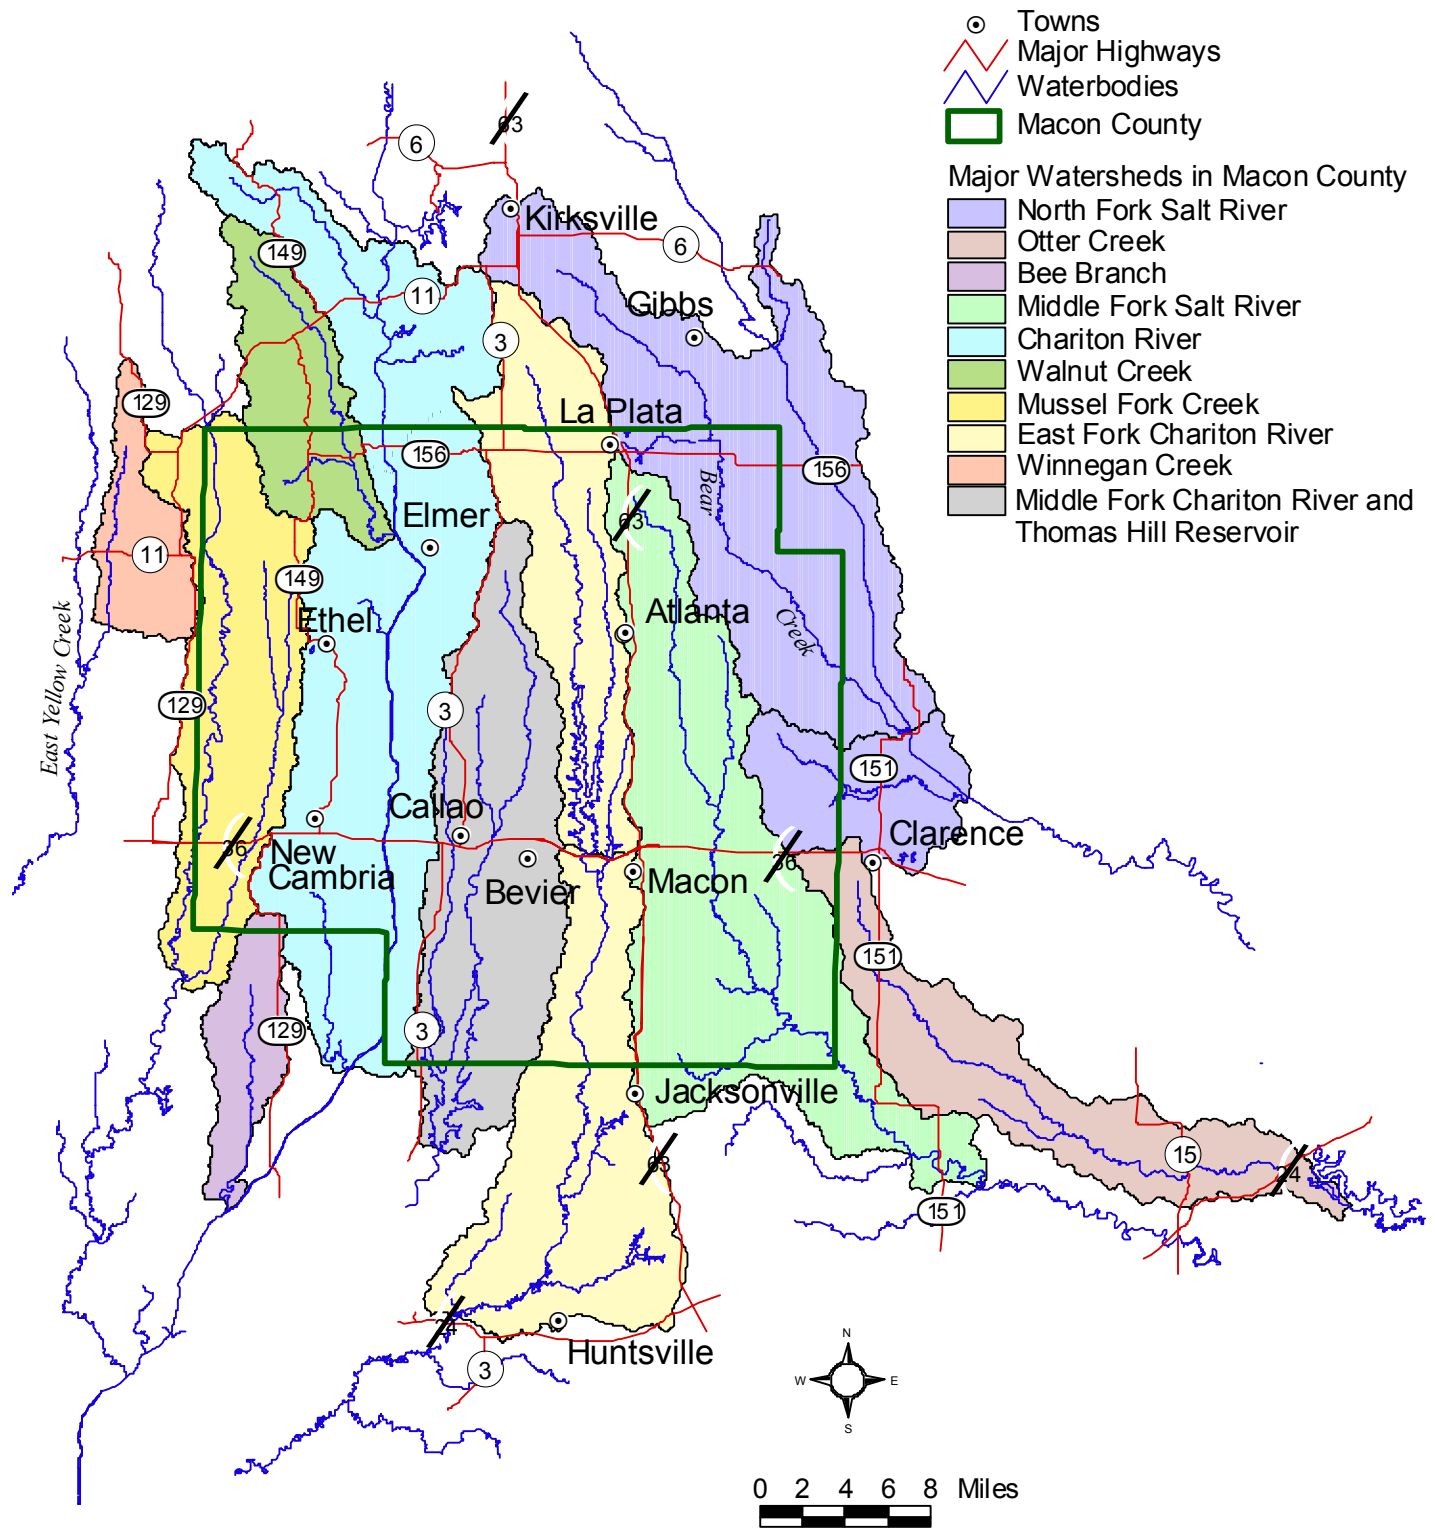 Towns
Major Highways
Waterbodies
Macon County
Major Watersheds in Macon County
North Fork Salt River
Otter Creek
Bee Branch
Middle Fork Salt River
Chariton River
Walnut Creek
Mussel Fork Creek
East Fork Chariton River
Winnegan Creek
Middle Fork Chariton River and
Thomas Hill Reservoir
63
6
Kirksville
6
149
11
Gibbs
3
129
La Plata
156
156
Bear
Elmer
63
11
149
Ethel
Atlanta
Creek
East Yellow Creek
129
3
151
Callao
Clarence
36
New
Cambria
36
Bevier
Macon
151
129
3
Jacksonville
63
15
24
151
24
Huntsville
3
N
W
E
S
0 2 4 6 8 Miles